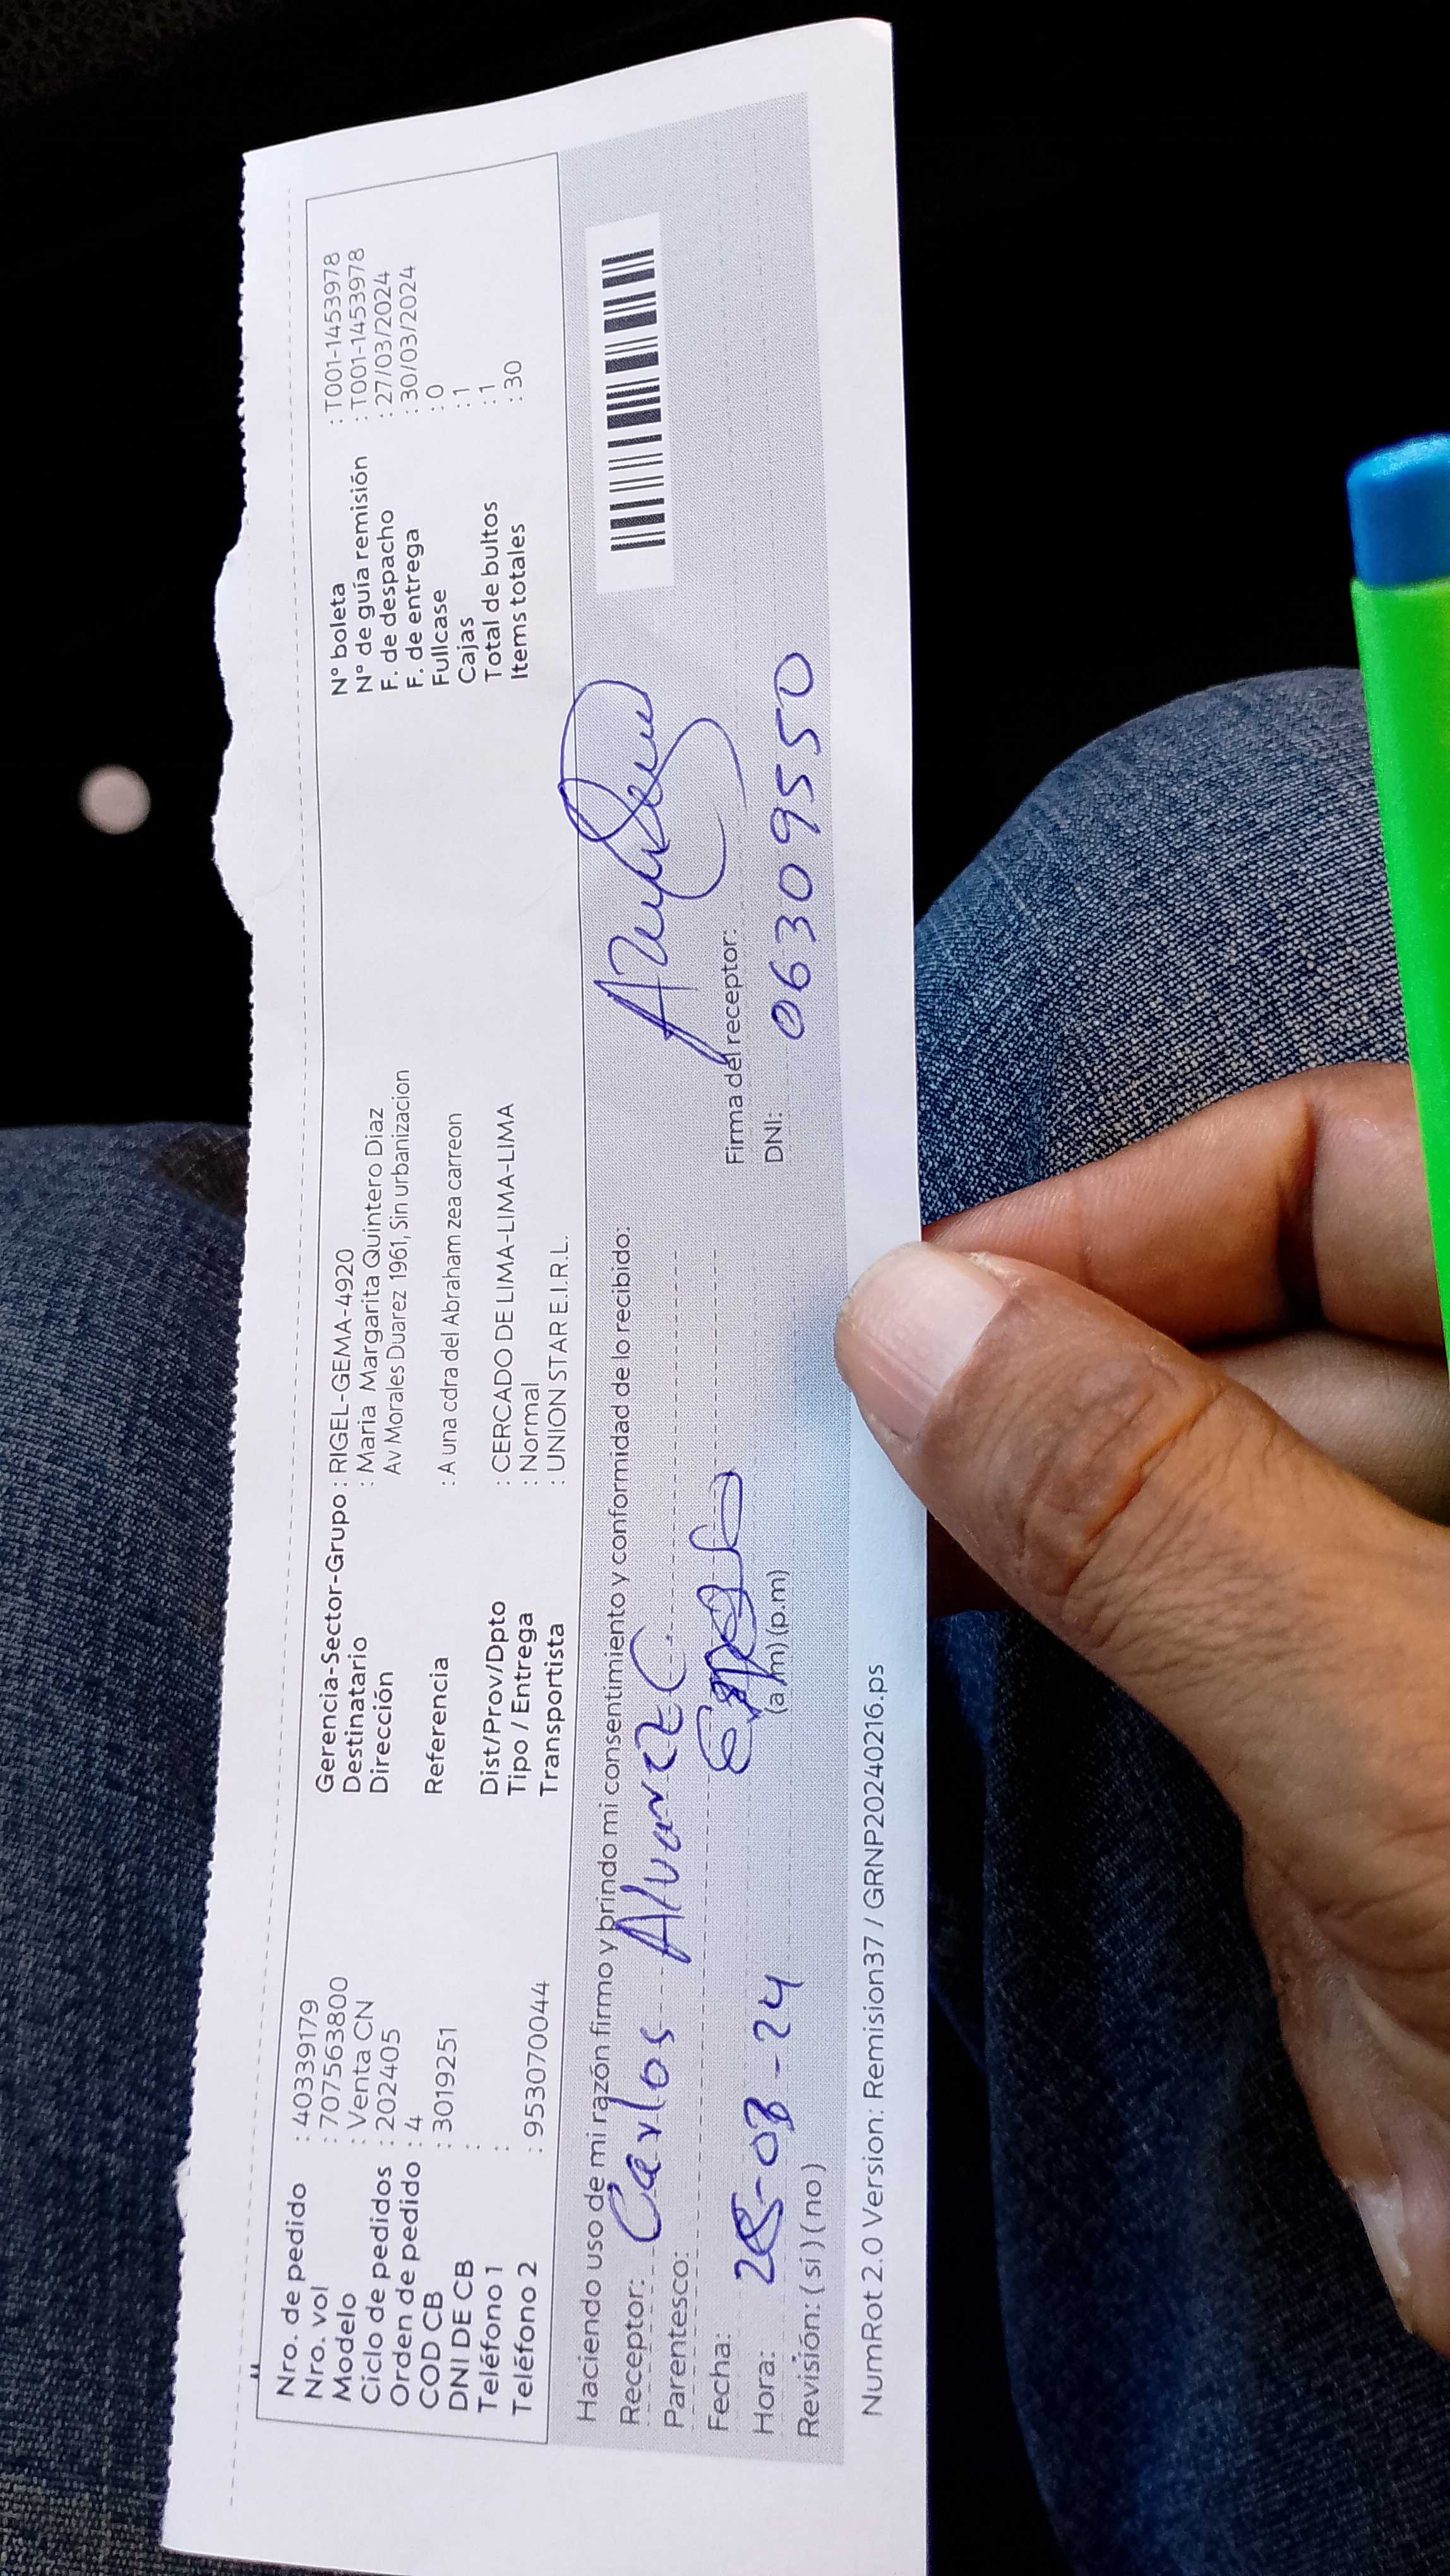 Nro. de pedido : 40339179
Nro. vol : 707563800
Modelo : Venta CN
Ciclo de pedidos : 202405
Orden de pedido : 4
COD CB : 3019251
DNI DE CB :
Teléfono 1 :
Teléfono 2 : 953070044
Gerencia-Sector-Grupo : RIGEL-GEMA-4920
Destinatario : Maria Margarita Quintero Diaz
Dirección Av Morales Duarez 1961, Sin urbanizacion
Referencia : A una cdra del Abraham zea carreon
Dist/Prov/Dpto : CERCADO DE LIMA-LIMA-LIMA
Tipo / Entrega : Normal
Transportista : UNION STAR E.I.R.L.
N° boleta : T001-1453978
N° de guía remisión : T001-1453978
F. de despacho : 27/03/2024
F. de entrega : 30/03/2024
Fullcase : 0
Cajas : 1
Total de bultos : 1
Items totales : 30
Haciendo uso de mi razón firmo y brindo mi consentimiento y conformidad de lo recibido:
Receptor: Carlos Alvarez C
Parentesco:
Fecha: -03-24
Hora: (a.m) (p.m)
Revisión: ( si ) ( no )
Firma del receptor:
DNI: 06309550
NumRot 2.0 Version: Remision37 / GRNP20240216.ps